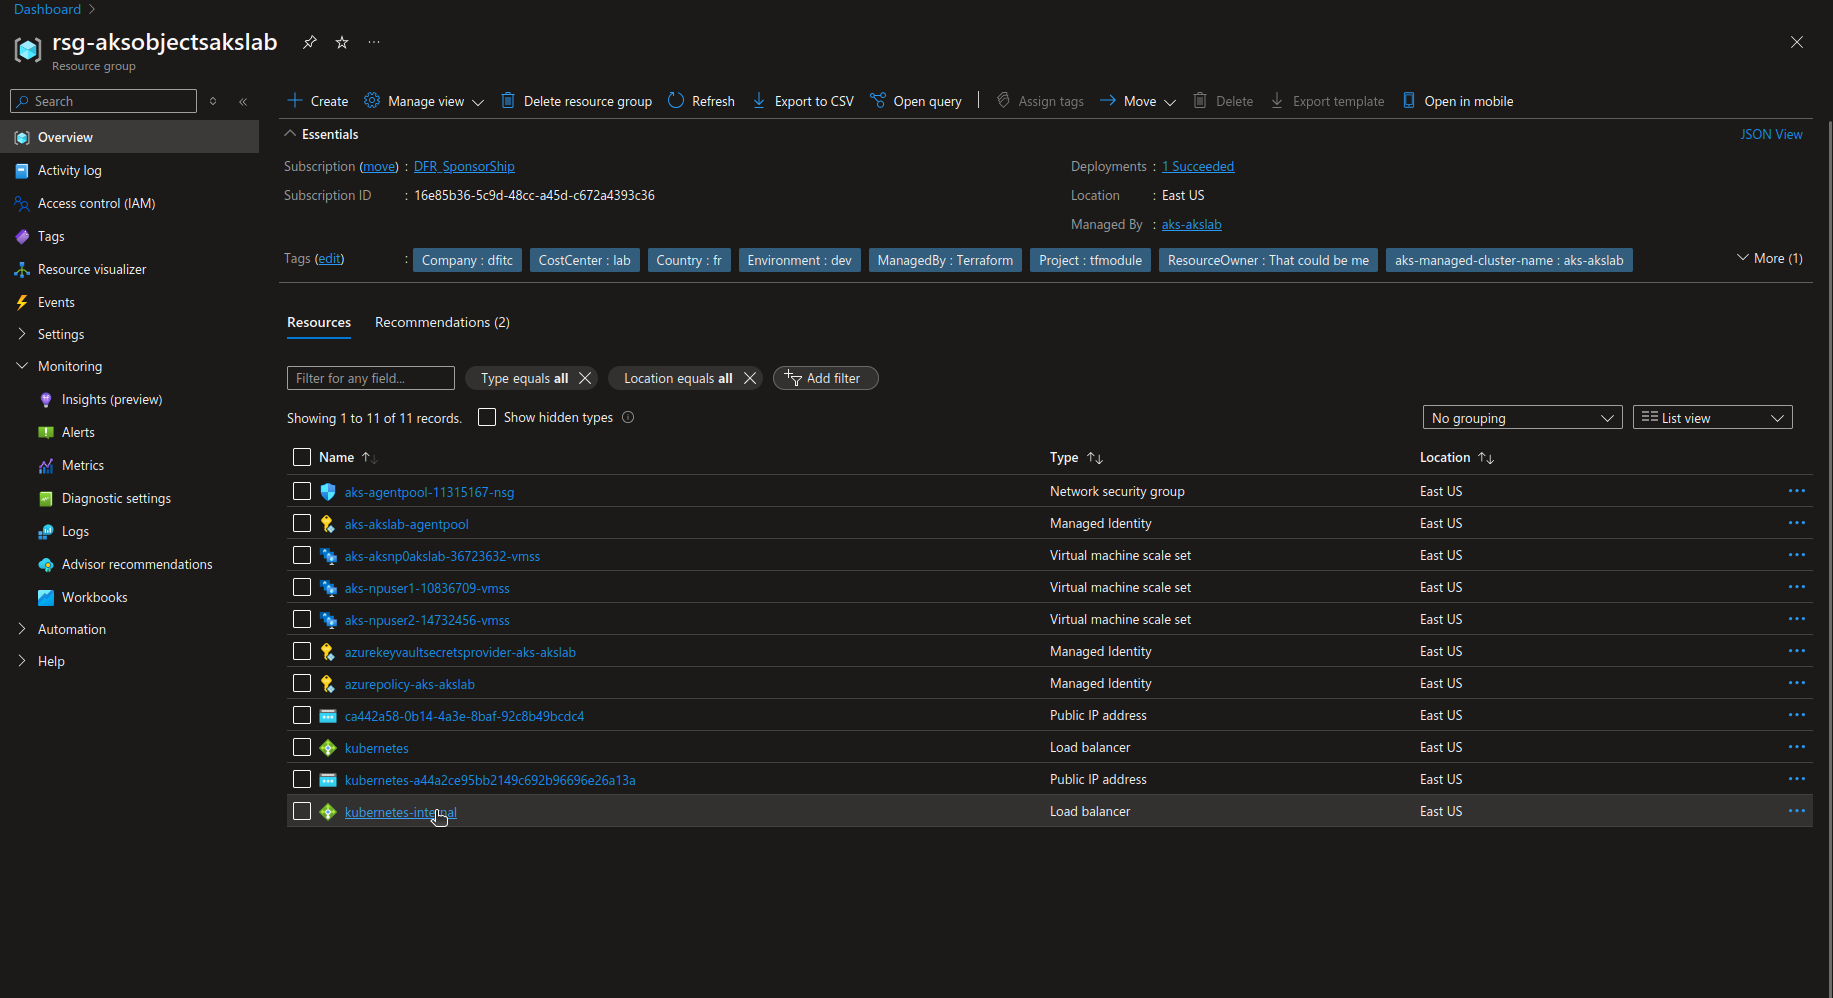 Dashboard
rsg-aksobjectsakslab
Resource group
Search
Create
Manage view
Delete resource group
Refresh
Export to CSV
Open query
Assign tags
Move
Delete
Export template
Open in mobile
Overview
Activity log
Access control (IAM)
Tags
Resource visualizer
Events
Settings
Monitoring
Insights (preview)
Alerts
Metrics
Diagnostic settings
Logs
Advisor recommendations
Workbooks
Automation
Help
Essentials
JSON View
Subscription (move) : DFR_SponsorShip
Deployments : 1 Succeeded
Subscription ID : 16e85b36-5c9d-48cc-a45d-c672a4393c36
Location : East US
Managed By : aks-akslab
Tags (edit) : Company : dfitc CostCenter : lab Country : fr Environment : dev ManagedBy : Terraform Project : tfmodule ResourceOwner : That could be me aks-managed-cluster-name : aks-akslab More (1)
Resources Recommendations (2)
Filter for any field... Type equals all Location equals all Add filter
Showing 1 to 11 of 11 records. Show hidden types No grouping List view
Name Type Location
aks-agentpool-11315167-nsg Network security group East US
aks-akslab-agentpool Managed Identity East US
aks-aksnp0akslab-36723632-vmss Virtual machine scale set East US
aks-npuser1-10836709-vmss Virtual machine scale set East US
aks-npuser2-14732456-vmss Virtual machine scale set East US
azurekeyvaultsecretsprovider-aks-akslab Managed Identity East US
azurepolicy-aks-akslab Managed Identity East US
ca442a58-0b14-4a3e-8baf-92c8b49bcdc4 Public IP address East US
kubernetes Load balancer East US
kubernetes-a44a2ce95bb2149c692b96696e26a13a Public IP address East US
kubernetes-internal Load balancer East US